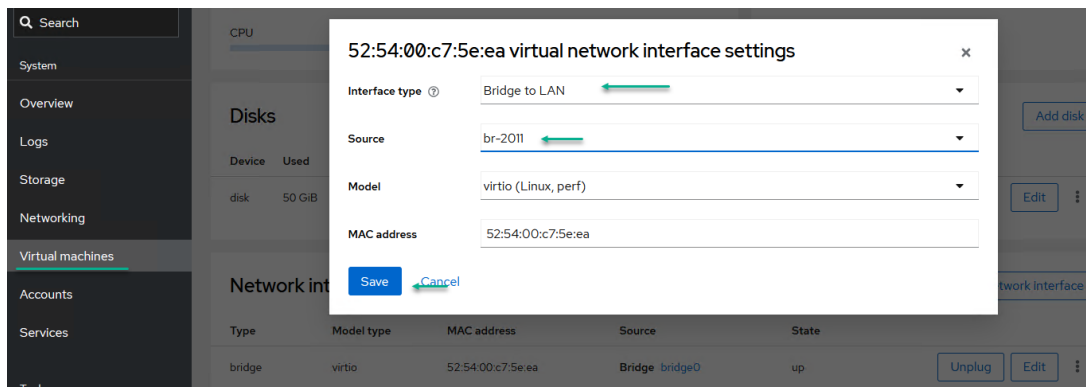 Search
System
Overview
Logs
Storage
Networking
Virtual machines
Accounts
Services
CPU
Disks
Add disk
Device Used
disk 50 GiB
Edit
52:54:00:c7:5e:ea virtual network interface settings
Interface type
Bridge to LAN
Source
br-2011
Model
virtio (Linux, perf)
MAC address
52:54:00:c7:5e:ea
Save Cancel
Network int
twork interface
Type Model type MAC address Source State
bridge virtio 52:54:00:c7:5e:ea Bridge bridge0 up Unplug Edit